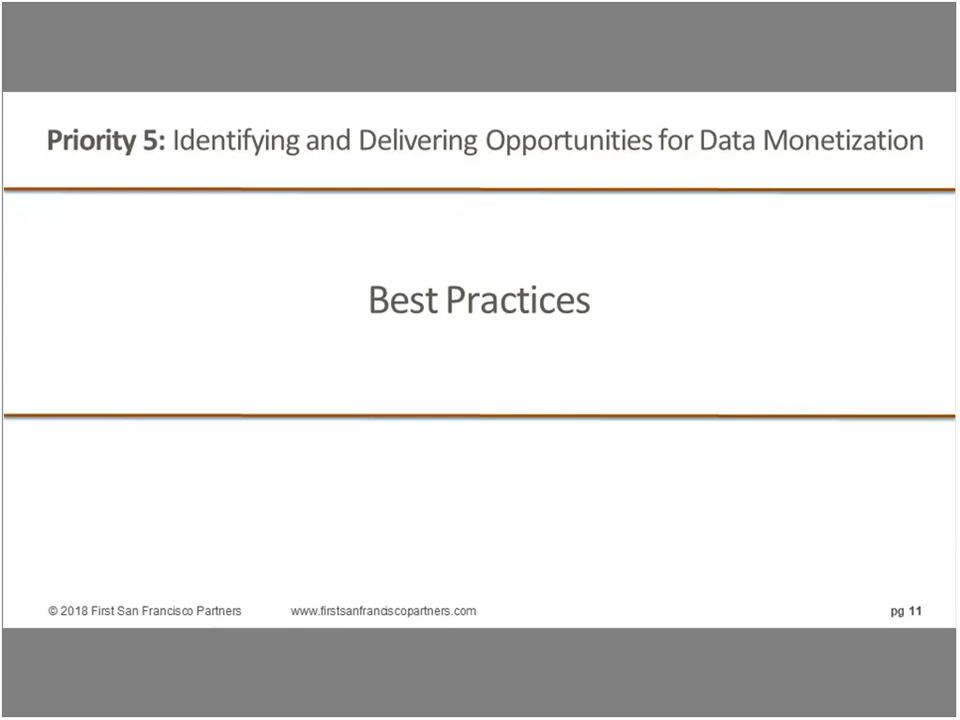 Priority 5: Identifying and Delivering Opportunities for Data Monetization
Best Practices
© 2018 First San Francisco Partners www.firstsanfranciscopartners.com pg 11